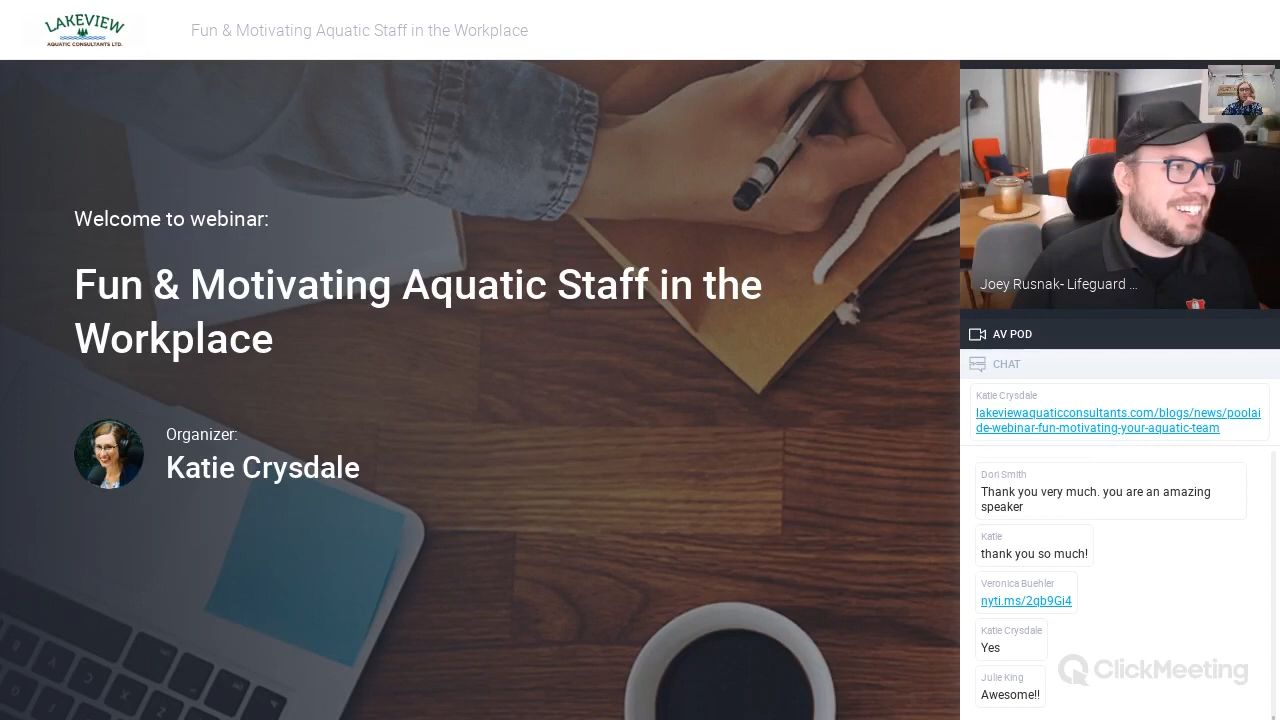 LAKEVIEW
AQUATIC CONSULTANTS LTD.
Fun & Motivating Aquatic Staff in the Workplace
Welcome to webinar:
Fun & Motivating Aquatic Staff in the
Workplace
Organizer:
Katie Crysdale
Joey Rusnak- Lifeguard ...
AV POD
CHAT
Katie Crysdale
lakeviewaquaticconsultants.com/blogs/news/poolai
de-webinar-fun-motivating-your-aquatic-team
Dori Smith
Thank you very much. you are an amazing
speaker
Katie
thank you so much!
Veronica Buehler
nyti.ms/2qb9Gi4
Katie Crysdale
Yes
Julie King
Awesome!!
ClickMeeting